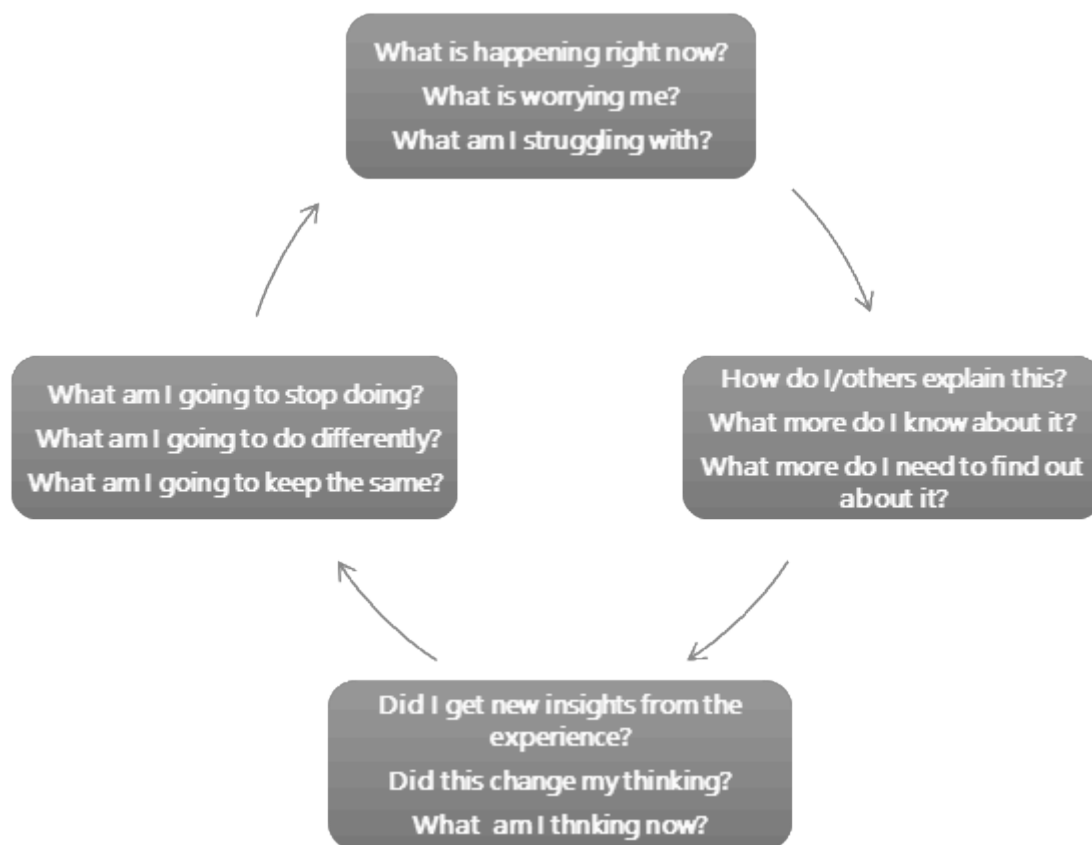 What is happening right now?
What is worrying me?
What am I struggling with?
How do I/others explain this?
What more do I know about it?
What more do I need to find out
about it?
Did I get new insights from the
experience?
Did this change my thinking?
What am I thnking now?
What am I going to stop doing?
What am I going to do differently?
What am I going to keep the same?